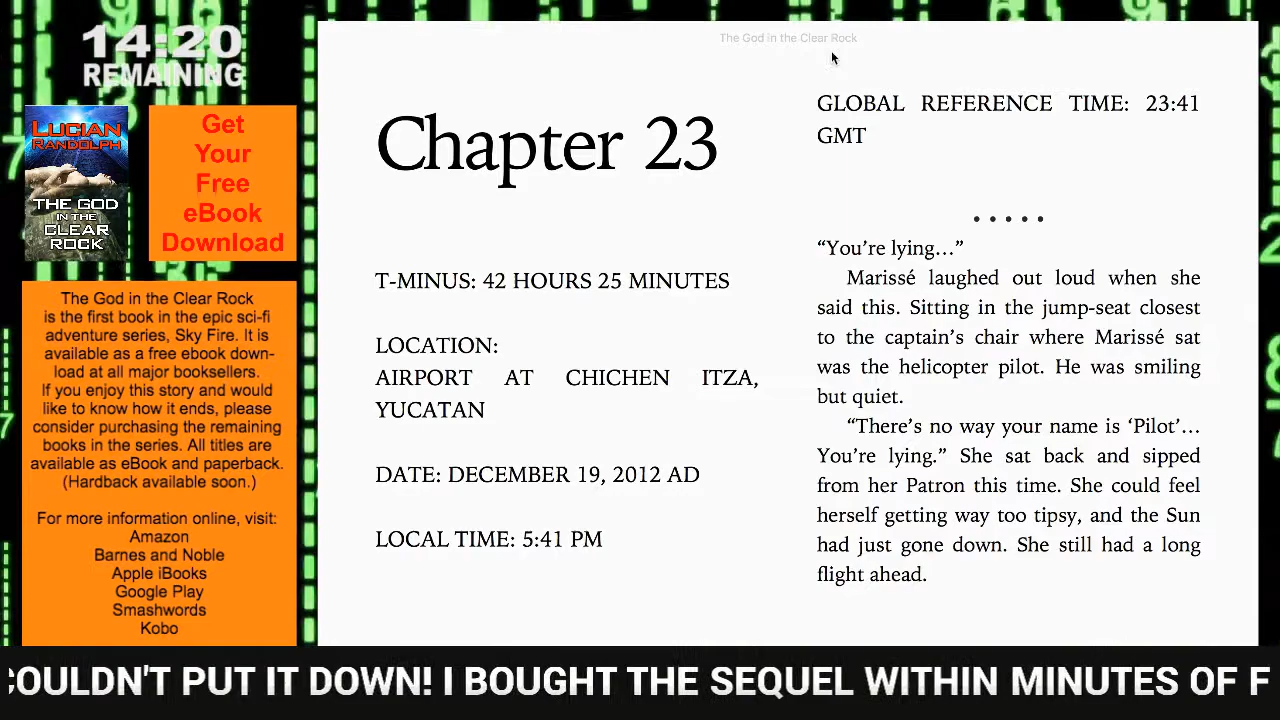 14:20
REMAINING
LUCIAN
RANDOLPH
THE GOD
IN THE
CLEAR
ROCK
Get
Your
Free
eBook
Download
The God in the Clear Rock
is the first book in the epic sci-fi
adventure series, Sky Fire. It is
available as a free ebook down-
load at all major booksellers.
If you enjoy this story and would
like to know how it ends, please
consider purchasing the remaining
books in the series. All titles are
available as eBook and paperback.
(Hardback available soon.)
For more information online, visit:
Amazon
Barnes and Noble
Apple iBooks
Google Play
Smashwords
Kobo
The God in the Clear Rock
Chapter 23
T-MINUS: 42 HOURS 25 MINUTES
LOCATION:
AIRPORT AT CHICHEN ITZA,
YUCATAN
DATE: DECEMBER 19, 2012 AD
LOCAL TIME: 5:41 PM
GLOBAL REFERENCE TIME: 23:41
GMT
• • • • •
“You’re lying…”
Marissé laughed out loud when she
said this. Sitting in the jump-seat closest
to the captain’s chair where Marissé sat
was the helicopter pilot. He was smiling
but quiet.
“There’s no way your name is ‘Pilot’…
You’re lying.” She sat back and sipped
from her Patron this time. She could feel
herself getting way too tipsy, and the Sun
had just gone down. She still had a long
flight ahead.
COULDN'T PUT IT DOWN! I BOUGHT THE SEQUEL WITHIN MINUTES OF F